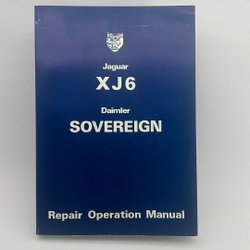 Jaguar
XJ6
Daimler
SOVEREIGN
Repair Operation Manual